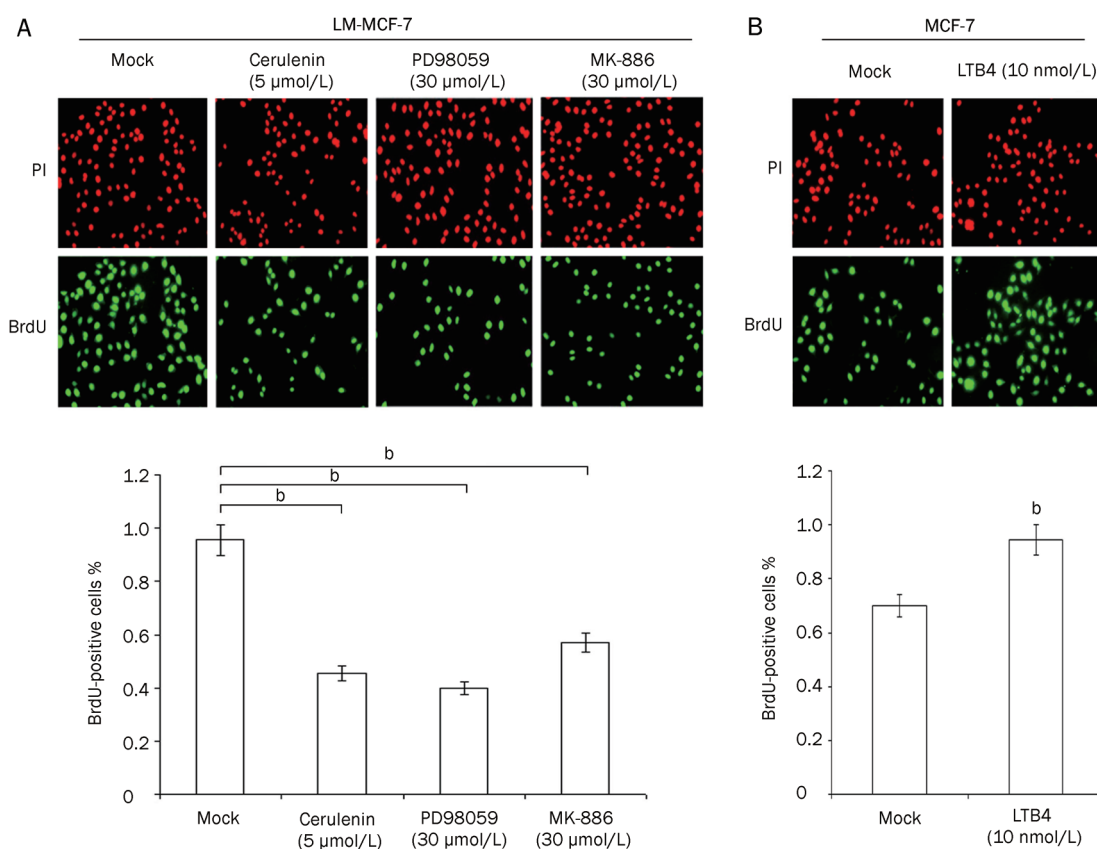 A
LM-MCF-7
Mock
Cerulenin
(5 µmol/L)
PD98059
(30 µmol/L)
MK-886
(30 µmol/L)
PI
BrdU
b
b
b
BrdU-positive cells %
1.2
1.0
0.8
0.6
0.4
0.2
0
Mock
Cerulenin
(5 µmol/L)
PD98059
(30 µmol/L)
MK-886
(30 µmol/L)
B
MCF-7
Mock
LTB4 (10 nmol/L)
PI
BrdU
b
BrdU-positive cells %
1.2
1.0
0.8
0.6
0.4
0.2
0
Mock
LTB4
(10 nmol/L)